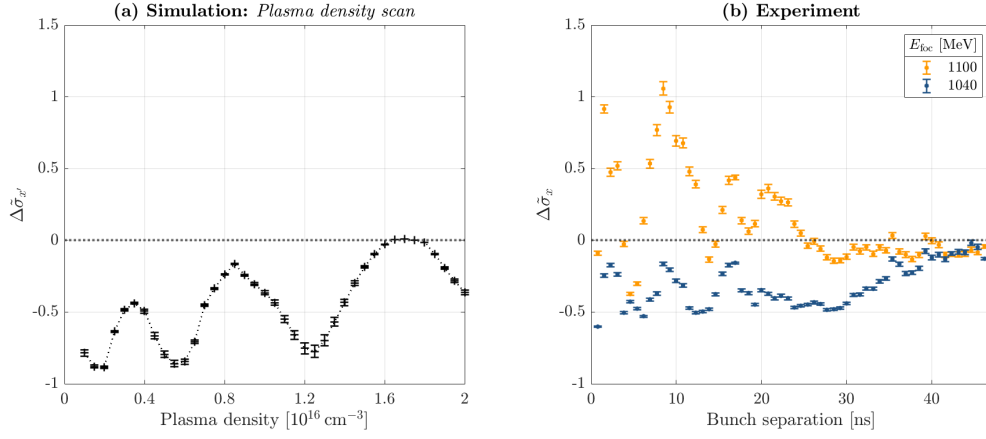 (a) Simulation: Plasma density scan
1.5
1
0.5
0
-0.5
-1
Δσ̃x′
0 0.4 0.8 1.2 1.6 2
Plasma density [10^16 cm^−3]
(b) Experiment
1.5
1
0.5
0
-0.5
-1
Δσ̃x
0 10 20 30 40
Bunch separation [ns]
Efoc [MeV]
1100
1040